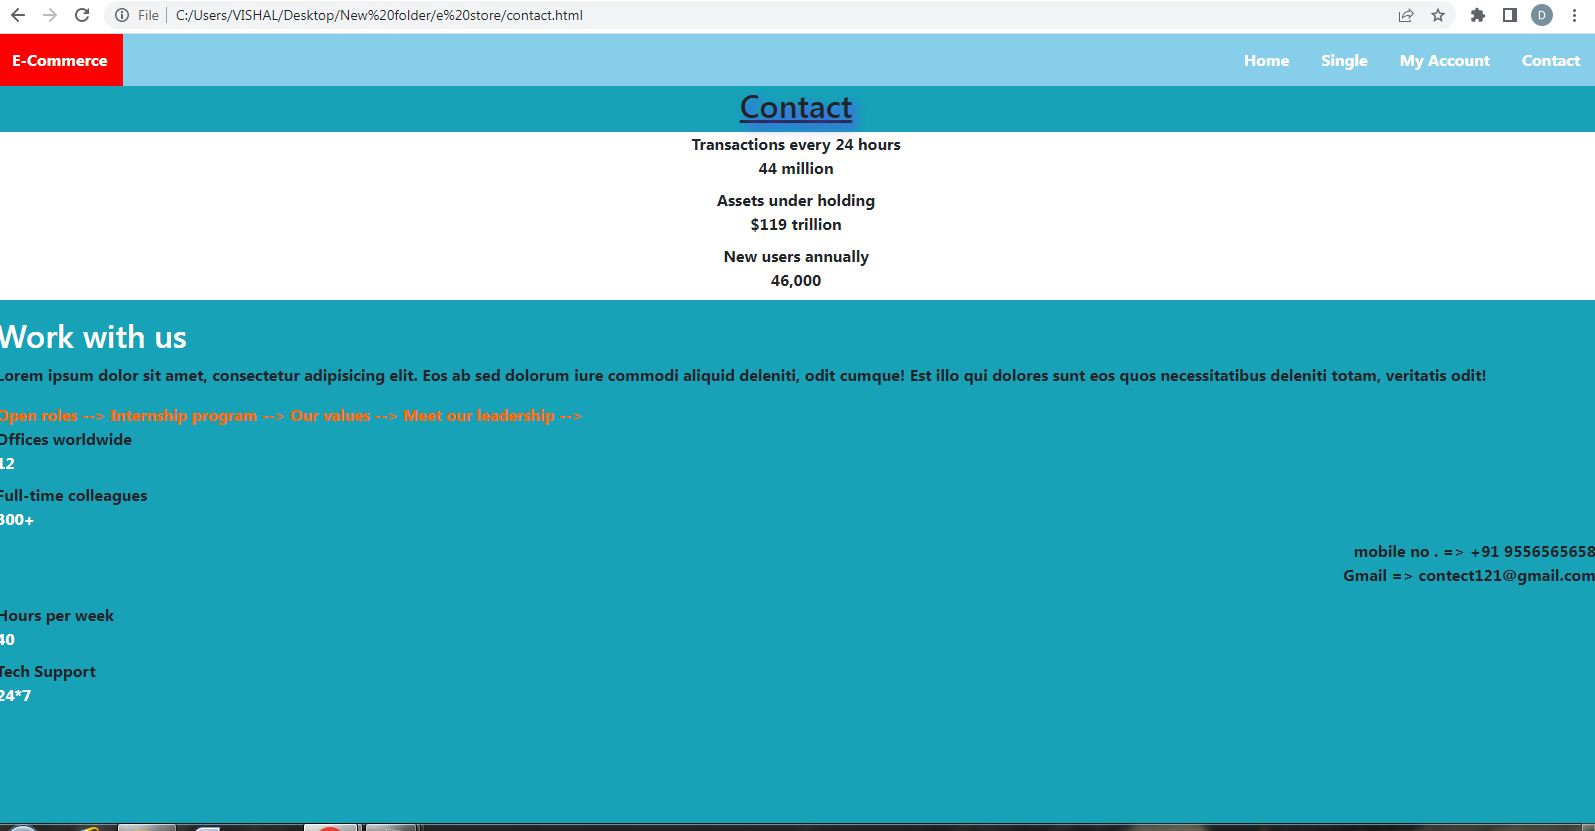 File C:/Users/VISHAL/Desktop/New%20folder/e%20store/contact.html
D
E-Commerce Home Single My Account Contact
Contact
Transactions every 24 hours
44 million
Assets under holding
$119 trillion
New users annually
46,000
Work with us
Lorem ipsum dolor sit amet, consectetur adipisicing elit. Eos ab sed dolorum iure commodi aliquid deleniti, odit cumque! Est illo qui dolores sunt eos quos necessitatibus deleniti totam, veritatis odit!
Open roles --> Internship program --> Our values --> Meet our leadership -->
Offices worldwide
12
Full-time colleagues
300+
mobile no . => +91 9556565658
Gmail => contect121@gmail.com
Hours per week
40
Tech Support
24*7